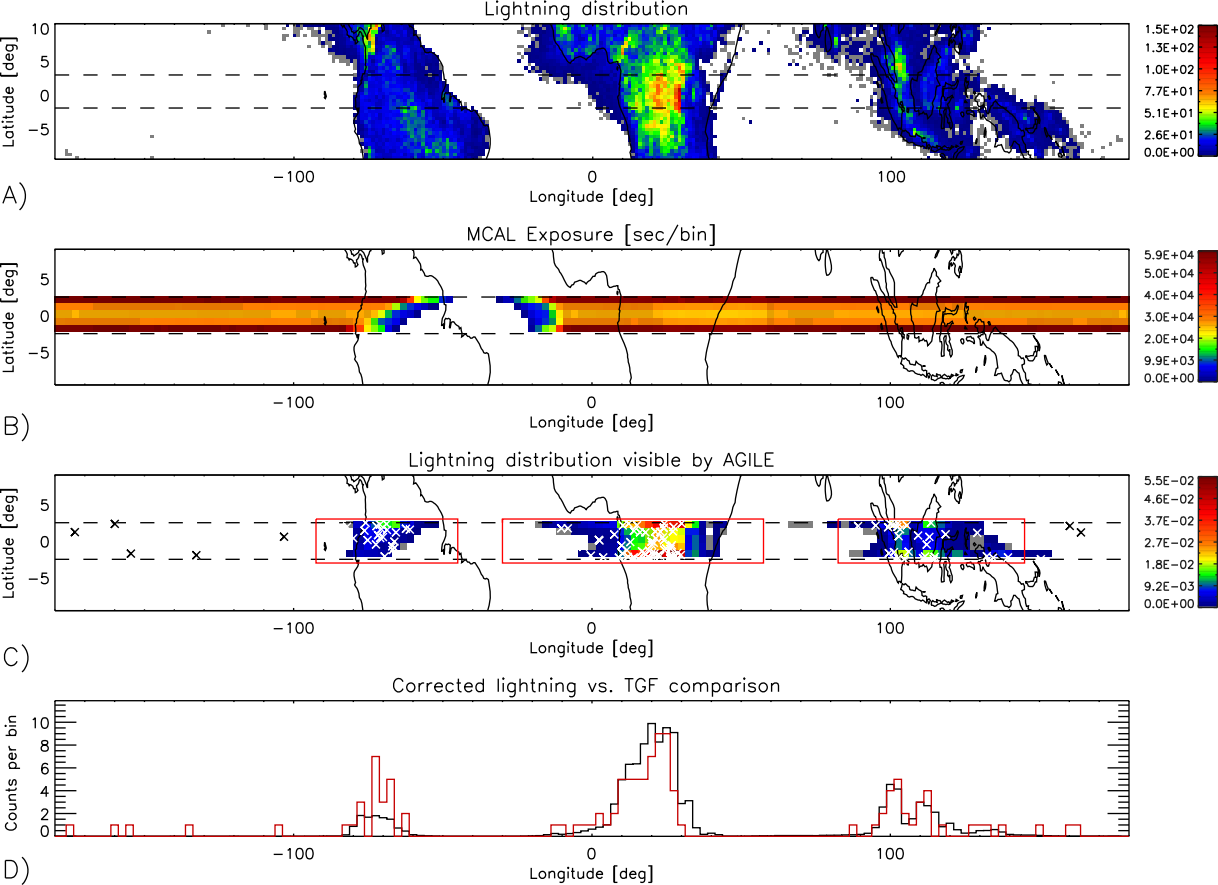 Lightning distribution
Latitude [deg]
10
5
0
−5
−100
0
100
Longitude [deg]
1.5E+02
1.3E+02
1.0E+02
7.7E+01
5.1E+01
2.6E+01
0.0E+00
A)
MCAL Exposure [sec/bin]
Latitude [deg]
5
0
−5
−100
0
100
Longitude [deg]
5.9E+04
5.0E+04
4.0E+04
3.0E+04
2.0E+04
9.9E+03
0.0E+00
B)
Lightning distribution visible by AGILE
Latitude [deg]
5
0
−5
−100
0
100
Longitude [deg]
5.5E-02
4.6E-02
3.7E-02
2.7E-02
1.8E-02
9.2E-03
0.0E+00
C)
Corrected lightning vs. TGF comparison
Counts per bin
10
8
6
4
2
0
−100
0
100
Longitude [deg]
D)